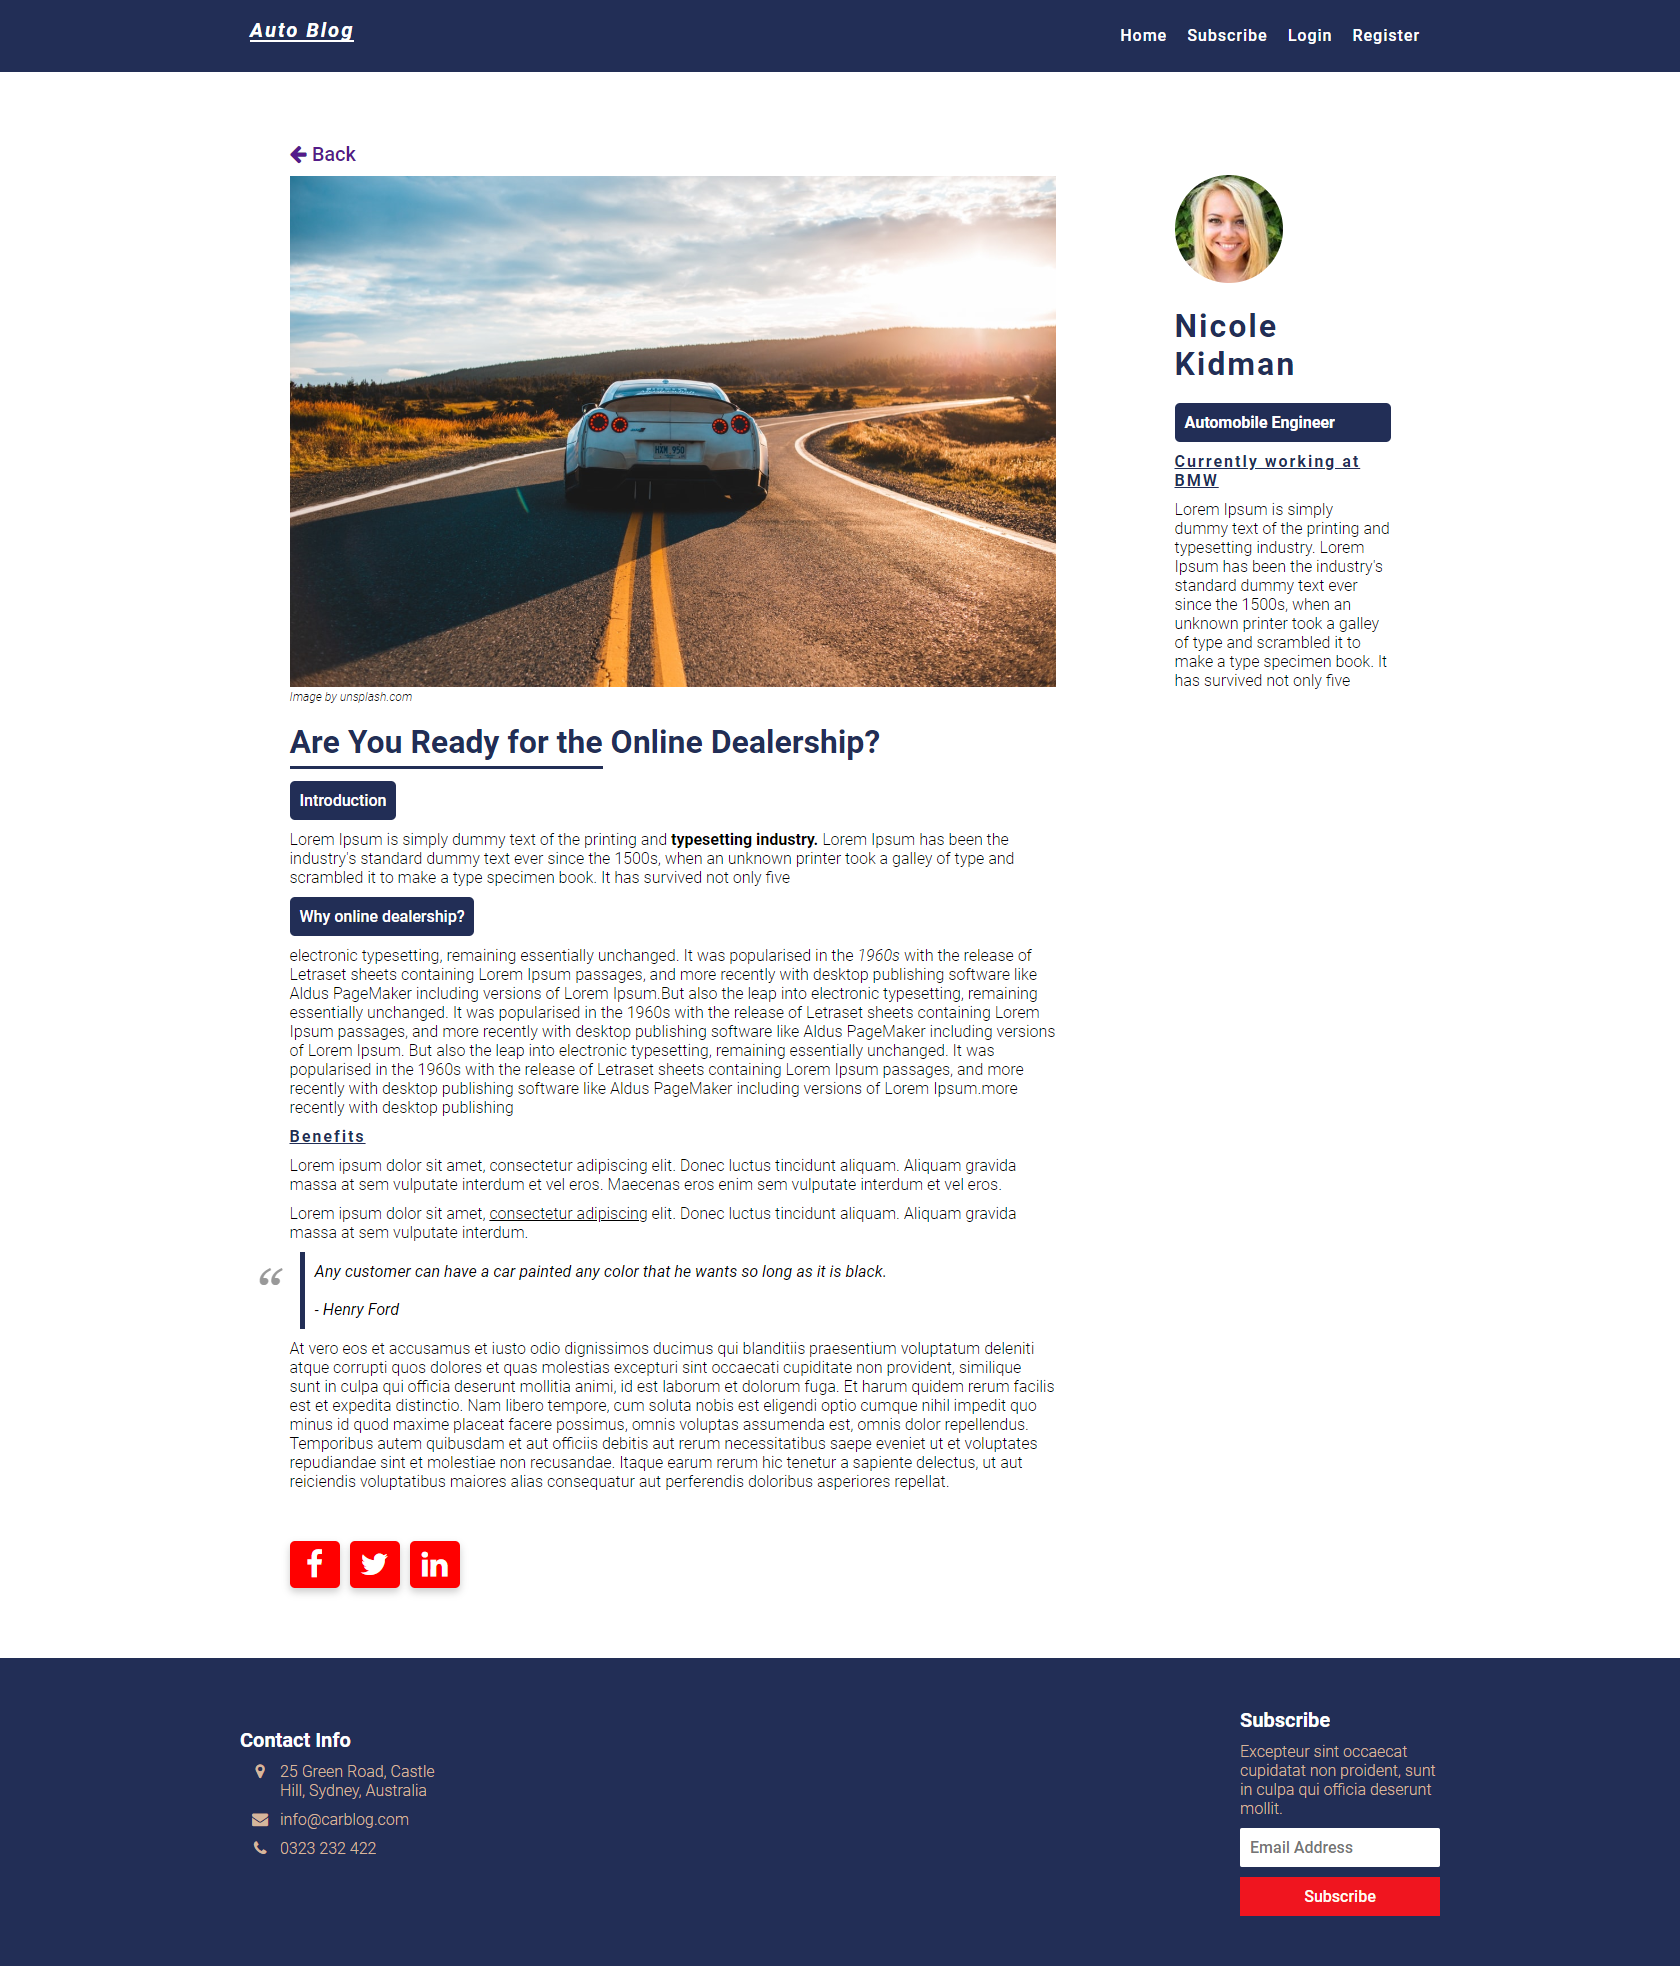 Auto Blog
Home Subscribe Login Register
Back
Image by unsplash.com
Are You Ready for the Online Dealership?
Introduction
Lorem Ipsum is simply dummy text of the printing and typesetting industry. Lorem Ipsum has been the
industry's standard dummy text ever since the 1500s, when an unknown printer took a galley of type and
scrambled it to make a type specimen book. It has survived not only five
Why online dealership?
electronic typesetting, remaining essentially unchanged. It was popularised in the 1960s with the release of
Letraset sheets containing Lorem Ipsum passages, and more recently with desktop publishing software like
Aldus PageMaker including versions of Lorem Ipsum.But also the leap into electronic typesetting, remaining
essentially unchanged. It was popularised in the 1960s with the release of Letraset sheets containing Lorem
Ipsum passages, and more recently with desktop publishing software like Aldus PageMaker including versions
of Lorem Ipsum. But also the leap into electronic typesetting, remaining essentially unchanged. It was
popularised in the 1960s with the release of Letraset sheets containing Lorem Ipsum passages, and more
recently with desktop publishing software like Aldus PageMaker including versions of Lorem Ipsum.more
recently with desktop publishing
Benefits
Lorem ipsum dolor sit amet, consectetur adipiscing elit. Donec luctus tincidunt aliquam. Aliquam gravida
massa at sem vulputate interdum et vel eros. Maecenas eros enim sem vulputate interdum et vel eros.
Lorem ipsum dolor sit amet, consectetur adipiscing elit. Donec luctus tincidunt aliquam. Aliquam gravida
massa at sem vulputate interdum.
“ Any customer can have a car painted any color that he wants so long as it is black.
- Henry Ford
At vero eos et accusamus et iusto odio dignissimos ducimus qui blanditiis praesentium voluptatum deleniti
atque corrupti quos dolores et quas molestias excepturi sint occaecati cupiditate non provident, similique
sunt in culpa qui officia deserunt mollitia animi, id est laborum et dolorum fuga. Et harum quidem rerum facilis
est et expedita distinctio. Nam libero tempore, cum soluta nobis est eligendi optio cumque nihil impedit quo
minus id quod maxime placeat facere possimus, omnis voluptas assumenda est, omnis dolor repellendus.
Temporibus autem quibusdam et aut officiis debitis aut rerum necessitatibus saepe eveniet ut et voluptates
repudiandae sint et molestiae non recusandae. Itaque earum rerum hic tenetur a sapiente delectus, ut aut
reiciendis voluptatibus maiores alias consequatur aut perferendis doloribus asperiores repellat.
Nicole
Kidman
Automobile Engineer
Currently working at
BMW
Lorem Ipsum is simply
dummy text of the printing and
typesetting industry. Lorem
Ipsum has been the industry's
standard dummy text ever
since the 1500s, when an
unknown printer took a galley
of type and scrambled it to
make a type specimen book. It
has survived not only five
Contact Info
25 Green Road, Castle
Hill, Sydney, Australia
info@carblog.com
0323 232 422
Subscribe
Excepteur sint occaecat
cupidatat non proident, sunt
in culpa qui officia deserunt
mollit.
Email Address
Subscribe